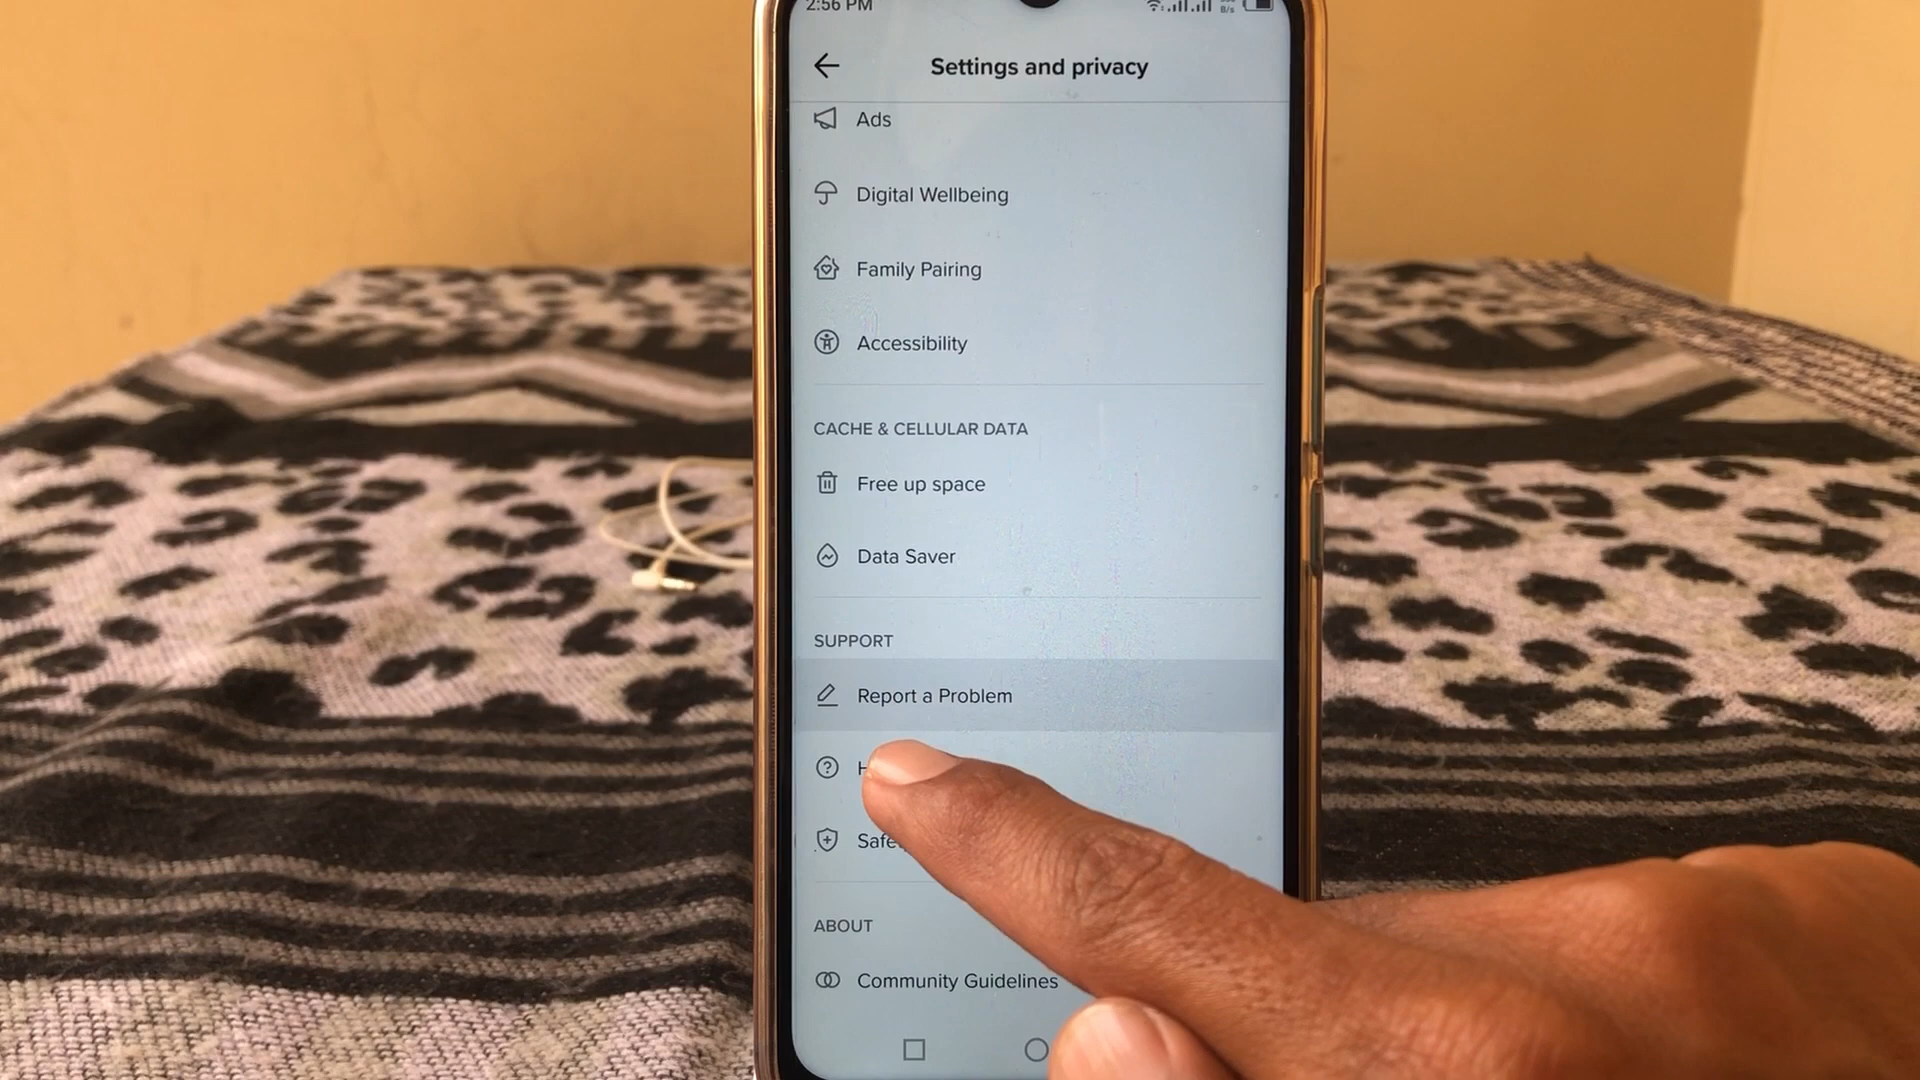 2:56 PM
B/s
Settings and privacy
Ads
Digital Wellbeing
Family Pairing
Accessibility
CACHE & CELLULAR DATA
Free up space
Data Saver
SUPPORT
Report a Problem
ABOUT
Community Guidelines